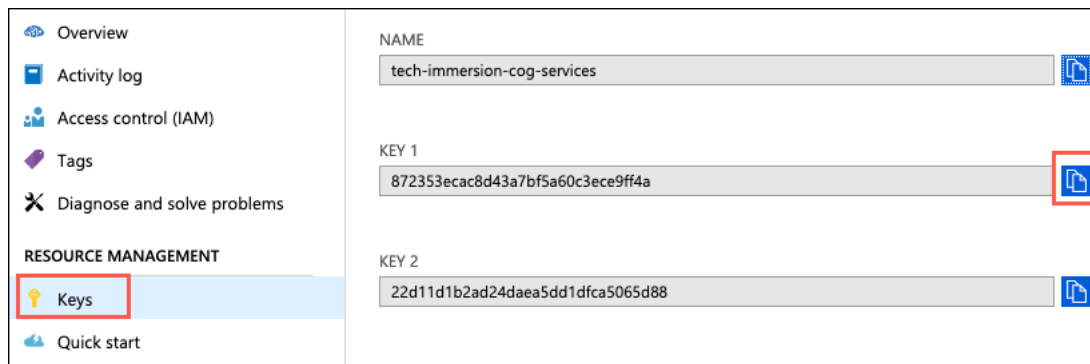 Overview
Activity log
Access control (IAM)
Tags
Diagnose and solve problems
RESOURCE MANAGEMENT
Keys
Quick start
NAME
tech-immersion-cog-services
KEY 1
872353ecac8d43a7bf5a60c3ece9ff4a
KEY 2
22d11d1b2ad24daea5dd1dfca5065d88